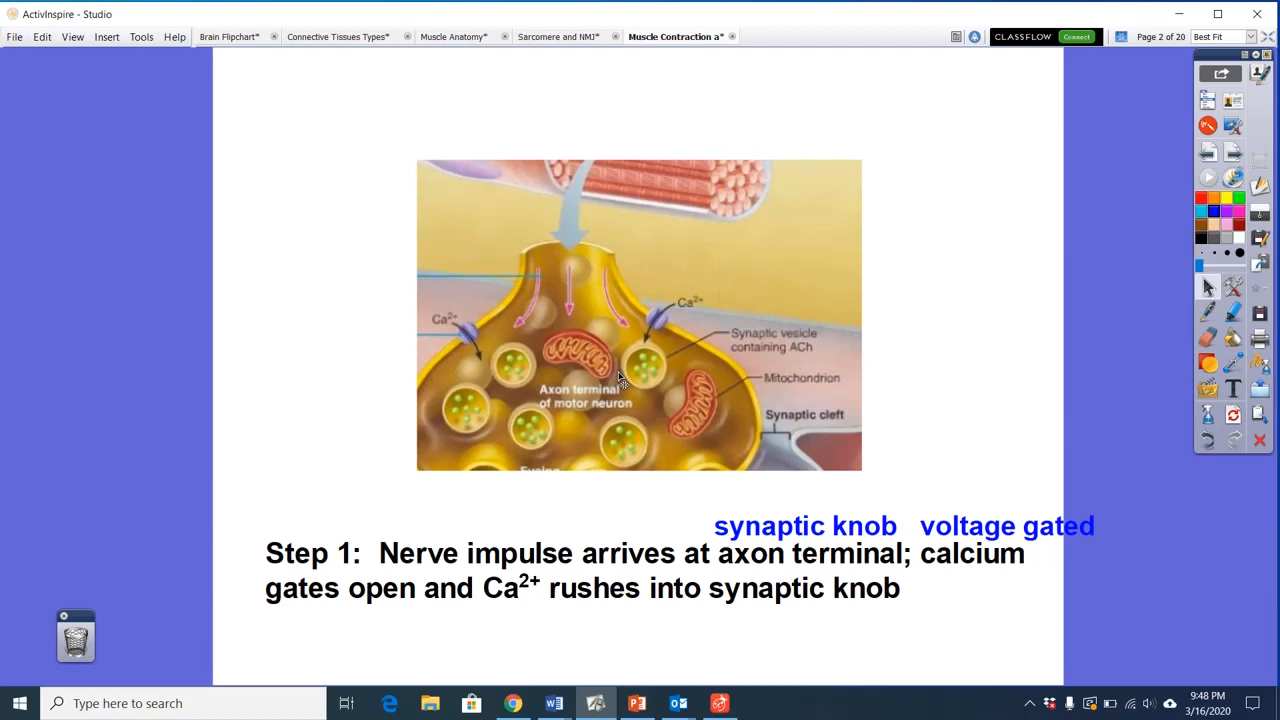 ActivInspire - Studio
File Edit View Insert Tools Help Brain Flipchart* Connective Tissues Types* Muscle Anatomy* Sarcomere and NMJ* Muscle Contraction a* CLASSFLOW Connect Page 2 of 20 Best Fit
Ca2+
Ca2+
Synaptic vesicle
containing ACh
Mitochondrion
Axon terminal
of motor neuron
Synaptic cleft
Fusing
synaptic knob voltage gated
Step 1: Nerve impulse arrives at axon terminal; calcium
gates open and Ca2+ rushes into synaptic knob
Type here to search
9:48 PM
3/16/2020